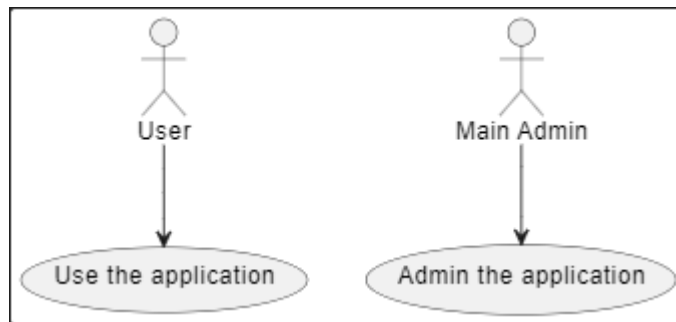 User
Main Admin
Use the application
Admin the application